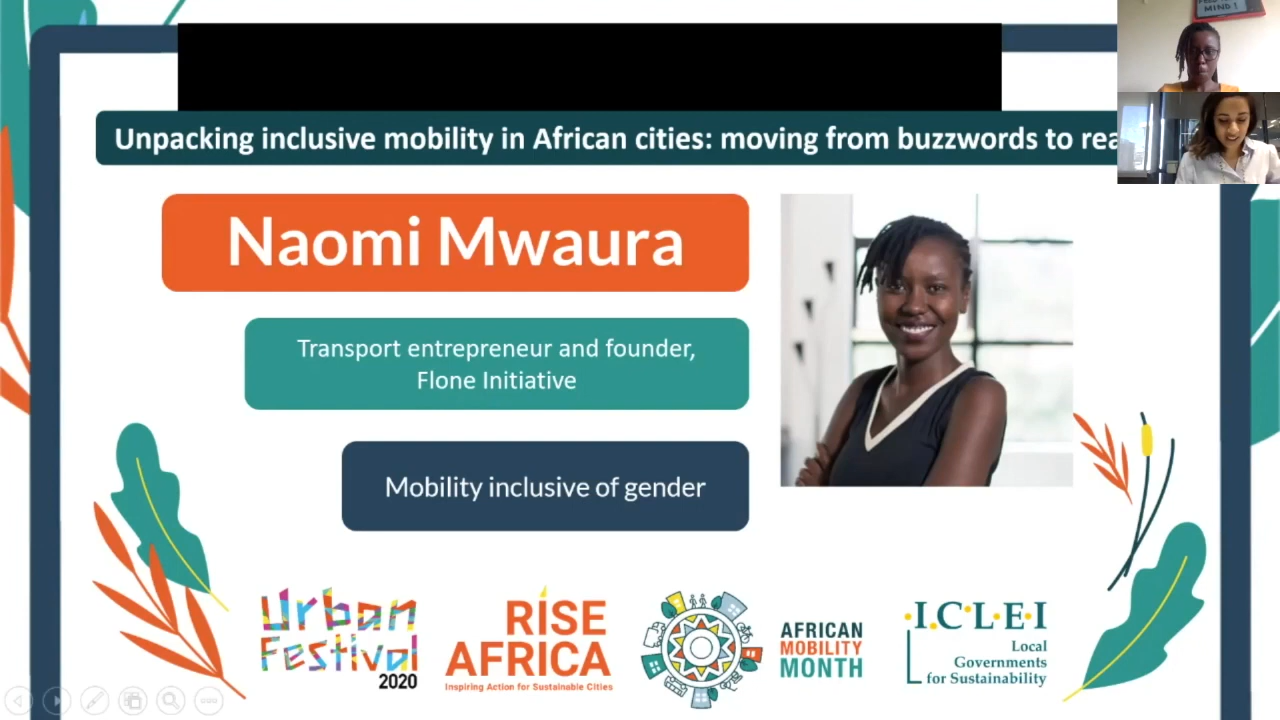 MIND !
Unpacking inclusive mobility in African cities: moving from buzzwords to rea
Naomi Mwaura
Transport entrepreneur and founder,
Flone Initiative
Mobility inclusive of gender
Urban
Festival
2020
RISE
AFRICA
Inspiring Action for Sustainable Cities
AFRICAN
MOBILITY
MONTH
I.C.L.E.I
Local
Governments
for Sustainability